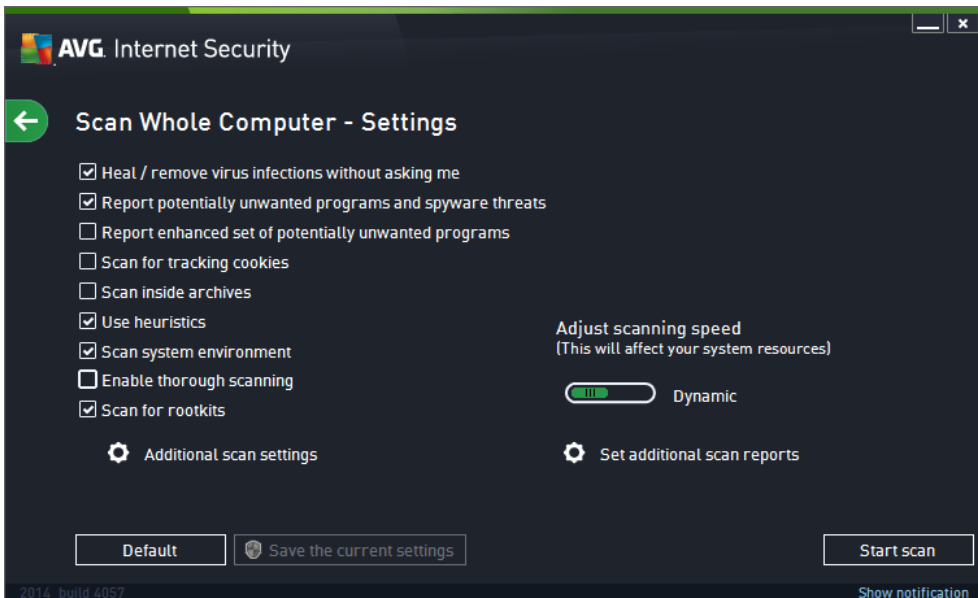 AVG. Internet Security
Scan Whole Computer - Settings
Heal / remove virus infections without asking me
Report potentially unwanted programs and spyware threats
Report enhanced set of potentially unwanted programs
Scan for tracking cookies
Scan inside archives
Use heuristics
Scan system environment
Enable thorough scanning
Scan for rootkits
Adjust scanning speed
(This will affect your system resources)
Dynamic
Additional scan settings
Set additional scan reports
Default
Save the current settings
Start scan
2014 build 4057
Show notification